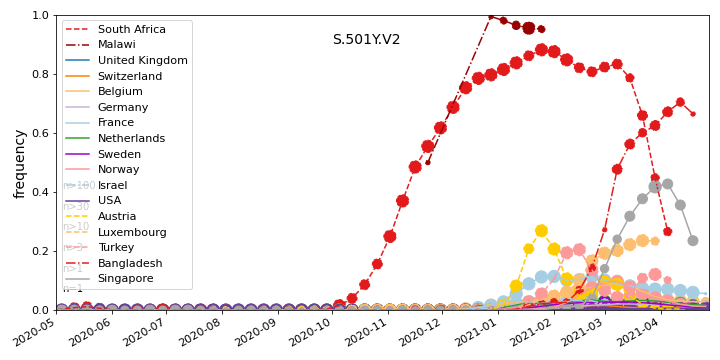 S.501Y.V2
frequency
1.0
0.8
0.6
0.4
0.2
0.0
South Africa
Malawi
United Kingdom
Switzerland
Belgium
Germany
France
Netherlands
Sweden
Norway
Israel
USA
Austria
Luxembourg
Turkey
Bangladesh
Singapore
n>100
n>30
n>10
n>3
n>1
n~1
2020-05
2020-06
2020-07
2020-08
2020-09
2020-10
2020-11
2020-12
2021-01
2021-02
2021-03
2021-04